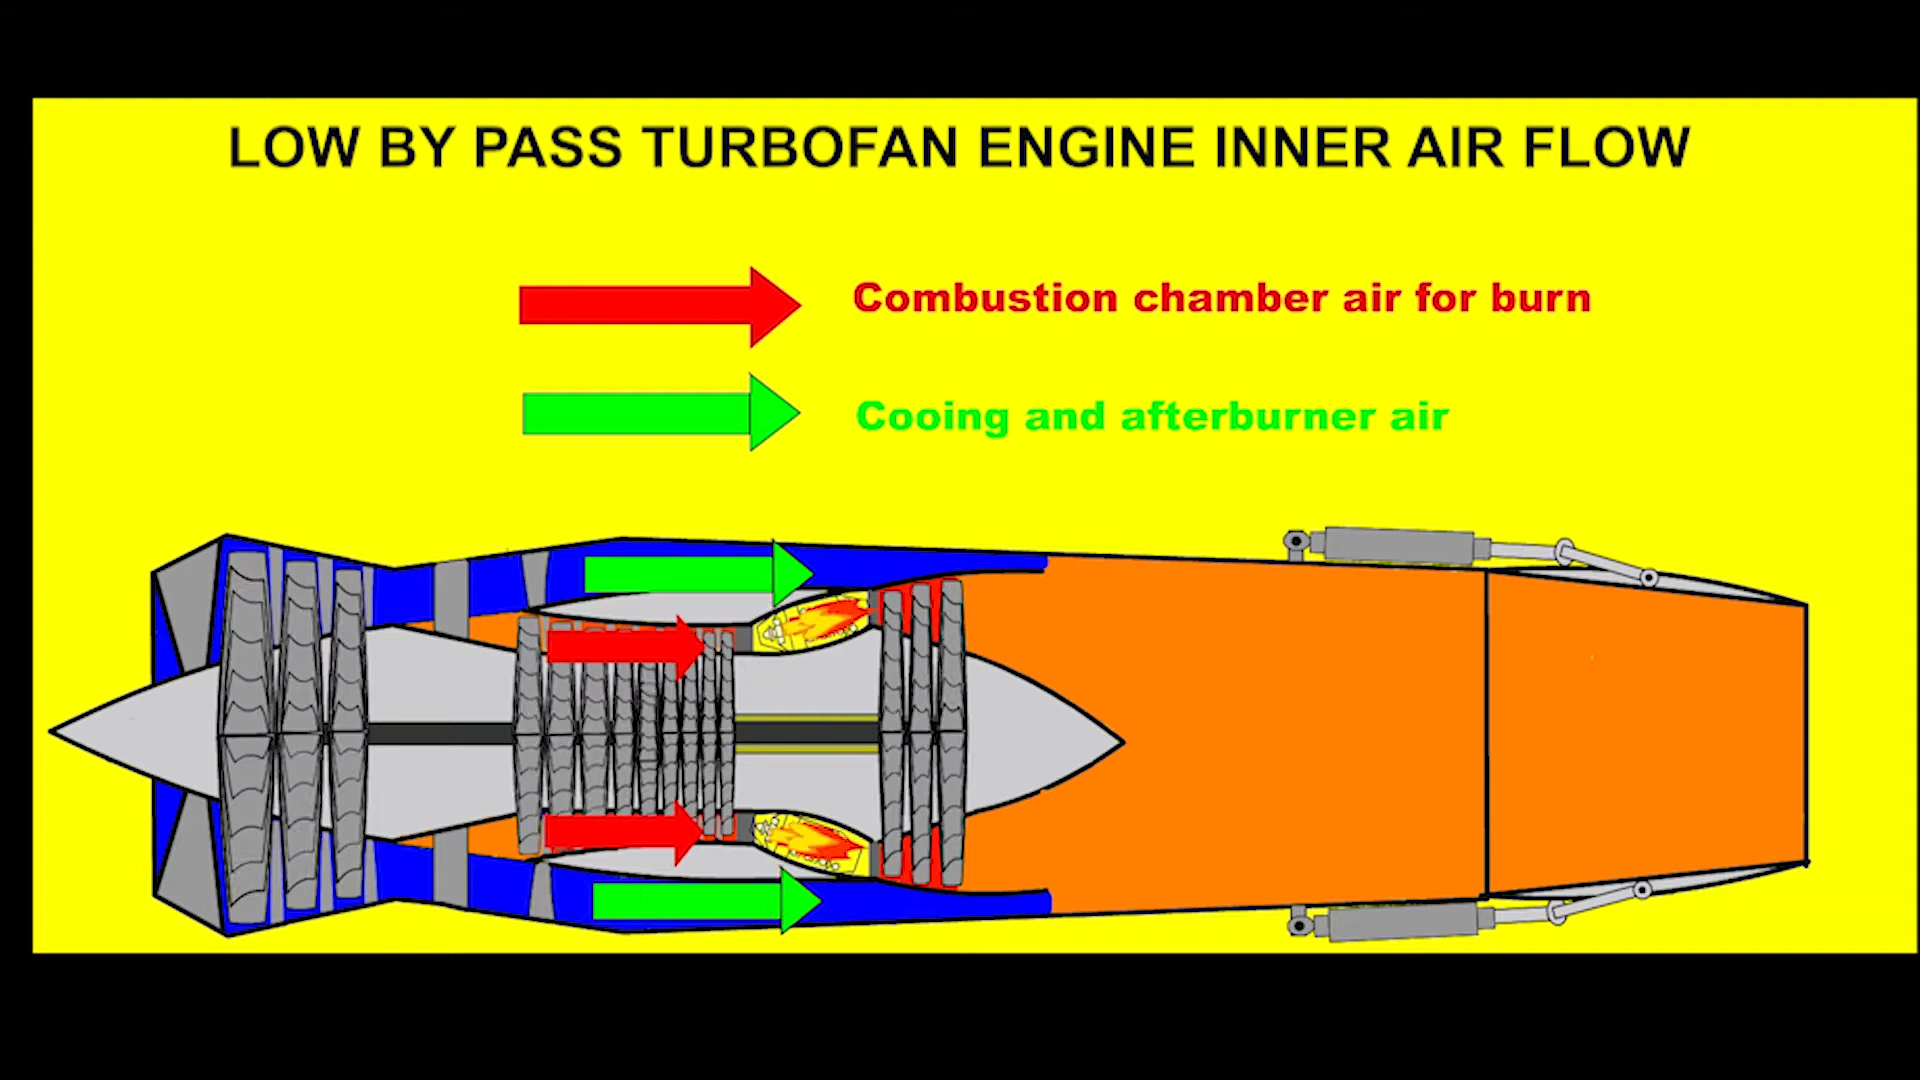 LOW BY PASS TURBOFAN ENGINE INNER AIR FLOW
Combustion chamber air for burn
Cooing and afterburner air